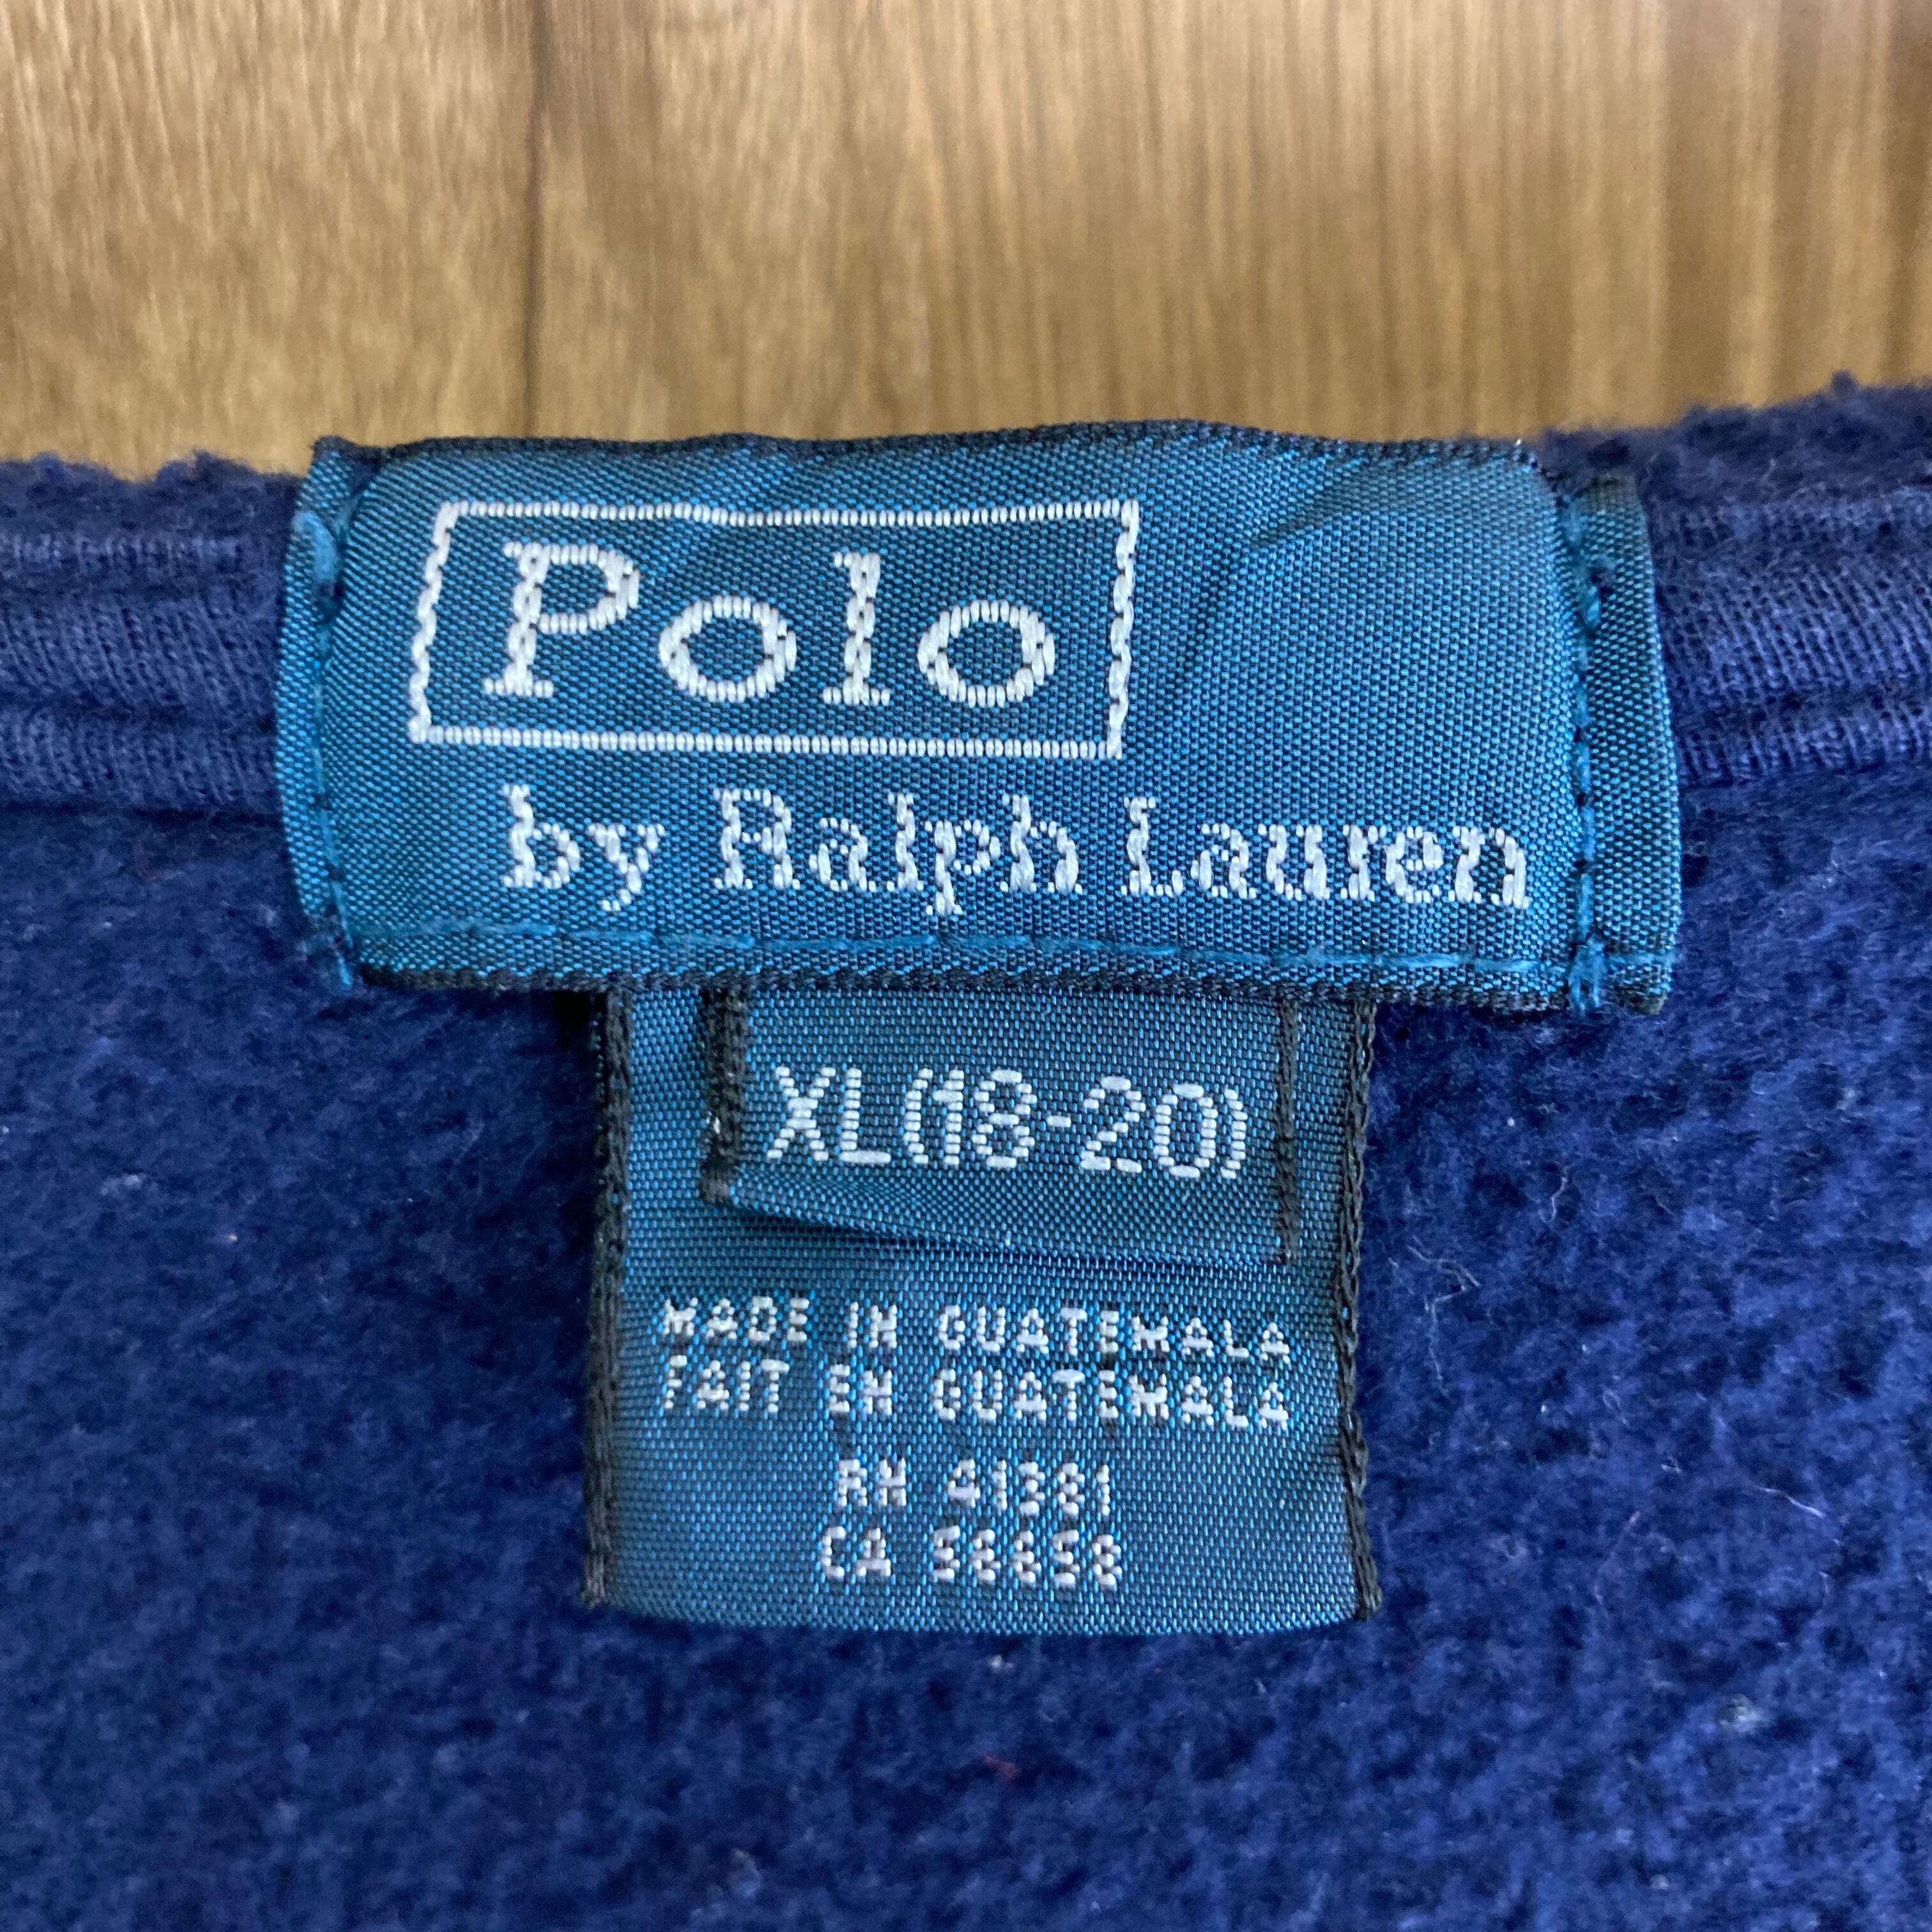 Polo
by Ralph Lauren
XL(18-20)
MADE IN GUATEMALA
FAIT EN GUATEMALA
RN 41381
CA 56658